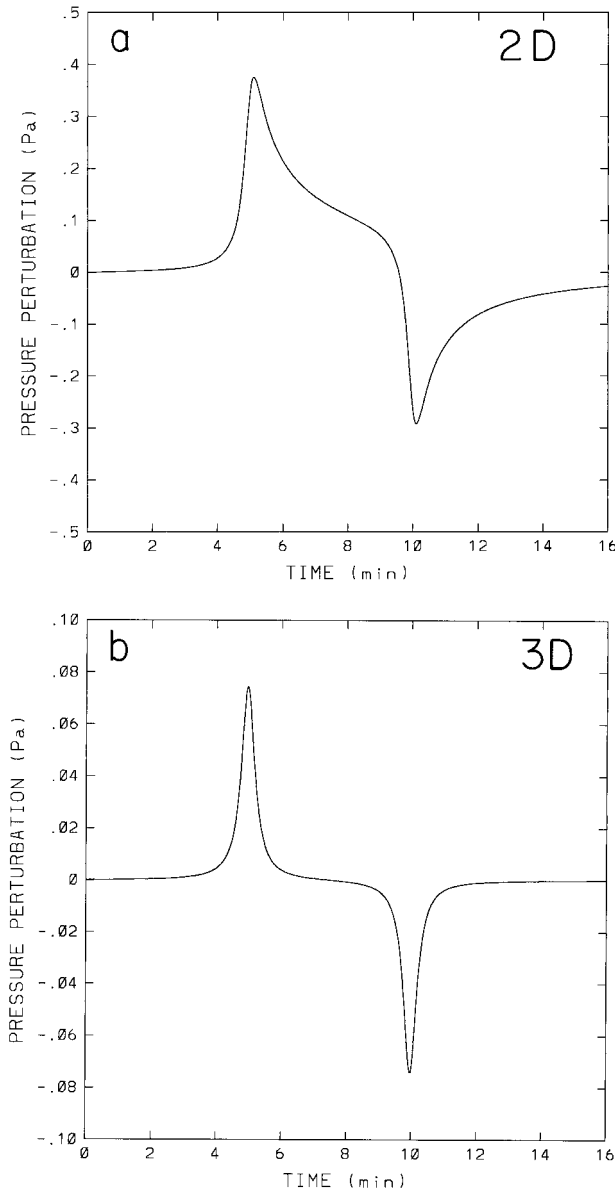 a 2D
.5
.4
.3
.2
.1
0
-.1
-.2
-.3
-.4
-.5
PRESSURE PERTURBATION (Pa)
0 2 4 6 8 10 12 14 16
TIME (min)
b 3D
.10
.08
.06
.04
.02
0
-.02
-.04
-.06
-.08
-.10
PRESSURE PERTURBATION (Pa)
0 2 4 6 8 10 12 14 16
TIME (min)